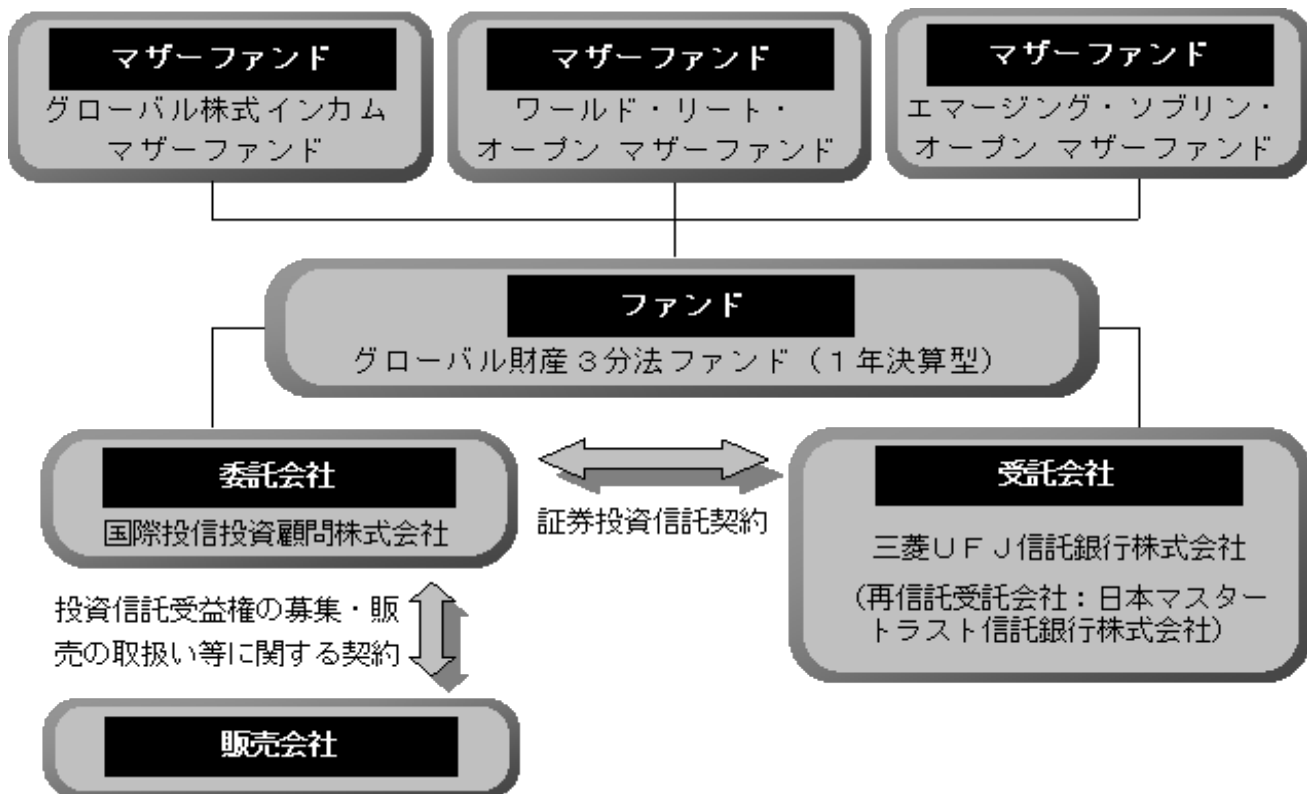 マザーファンド
グローバル株式インカム
マザーファンド
マザーファンド
ワールド・リート・
オープン マザーファンド
マザーファンド
エマージング・ソブリン・
オープン マザーファンド
ファンド
グローバル財産３分法ファンド（１年決算型）
委託会社
国際投信投資顧問株式会社
証券投資信託契約
受託会社
三菱ＵＦＪ信託銀行株式会社
（再信託受託会社：日本マスター
トラスト信託銀行株式会社）
投資信託受益権の募集・販
売の取扱い等に関する契約
販売会社